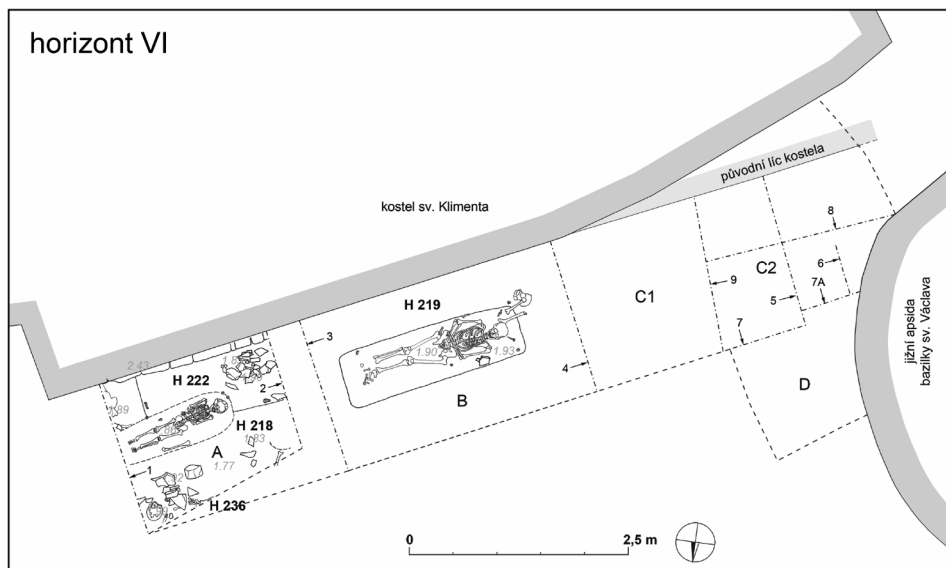 horizont VI
původní líc kostela
kostel sv. Klimenta
8
C2
6
C1
9
7A
5
H 219
3
7
jižní apsida
bazilky sv. Václava
1.90
1.93
4
D
B
2.43
H 222
2
H 218
1.83
A
1.77
1
H 236
0
2,5 m